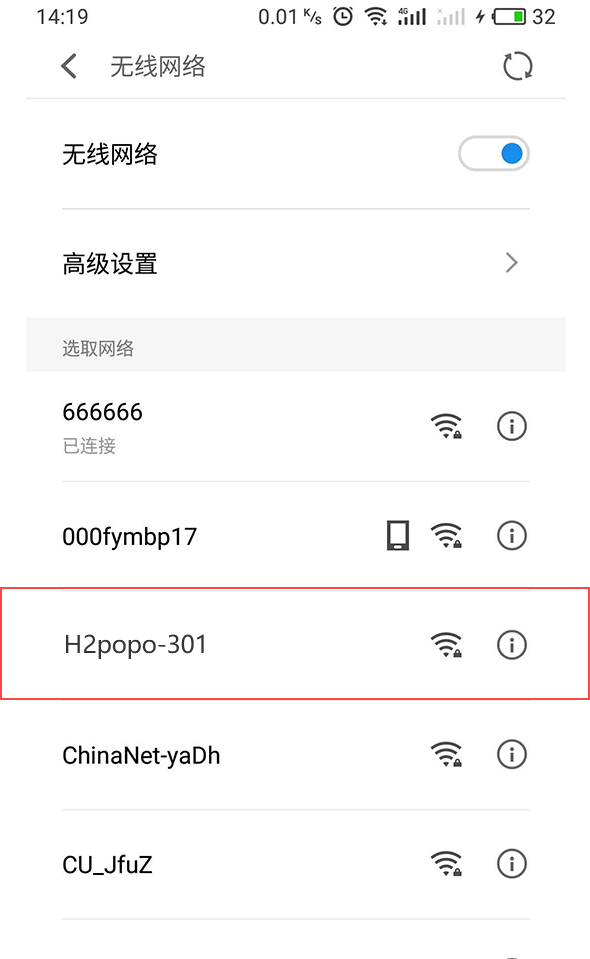 14:19
0.01 K/s
4G
32
无线网络
无线网络
高级设置
选取网络
666666
已连接
000fymbp17
H2popo-301
ChinaNet-yaDh
CU_JfuZ